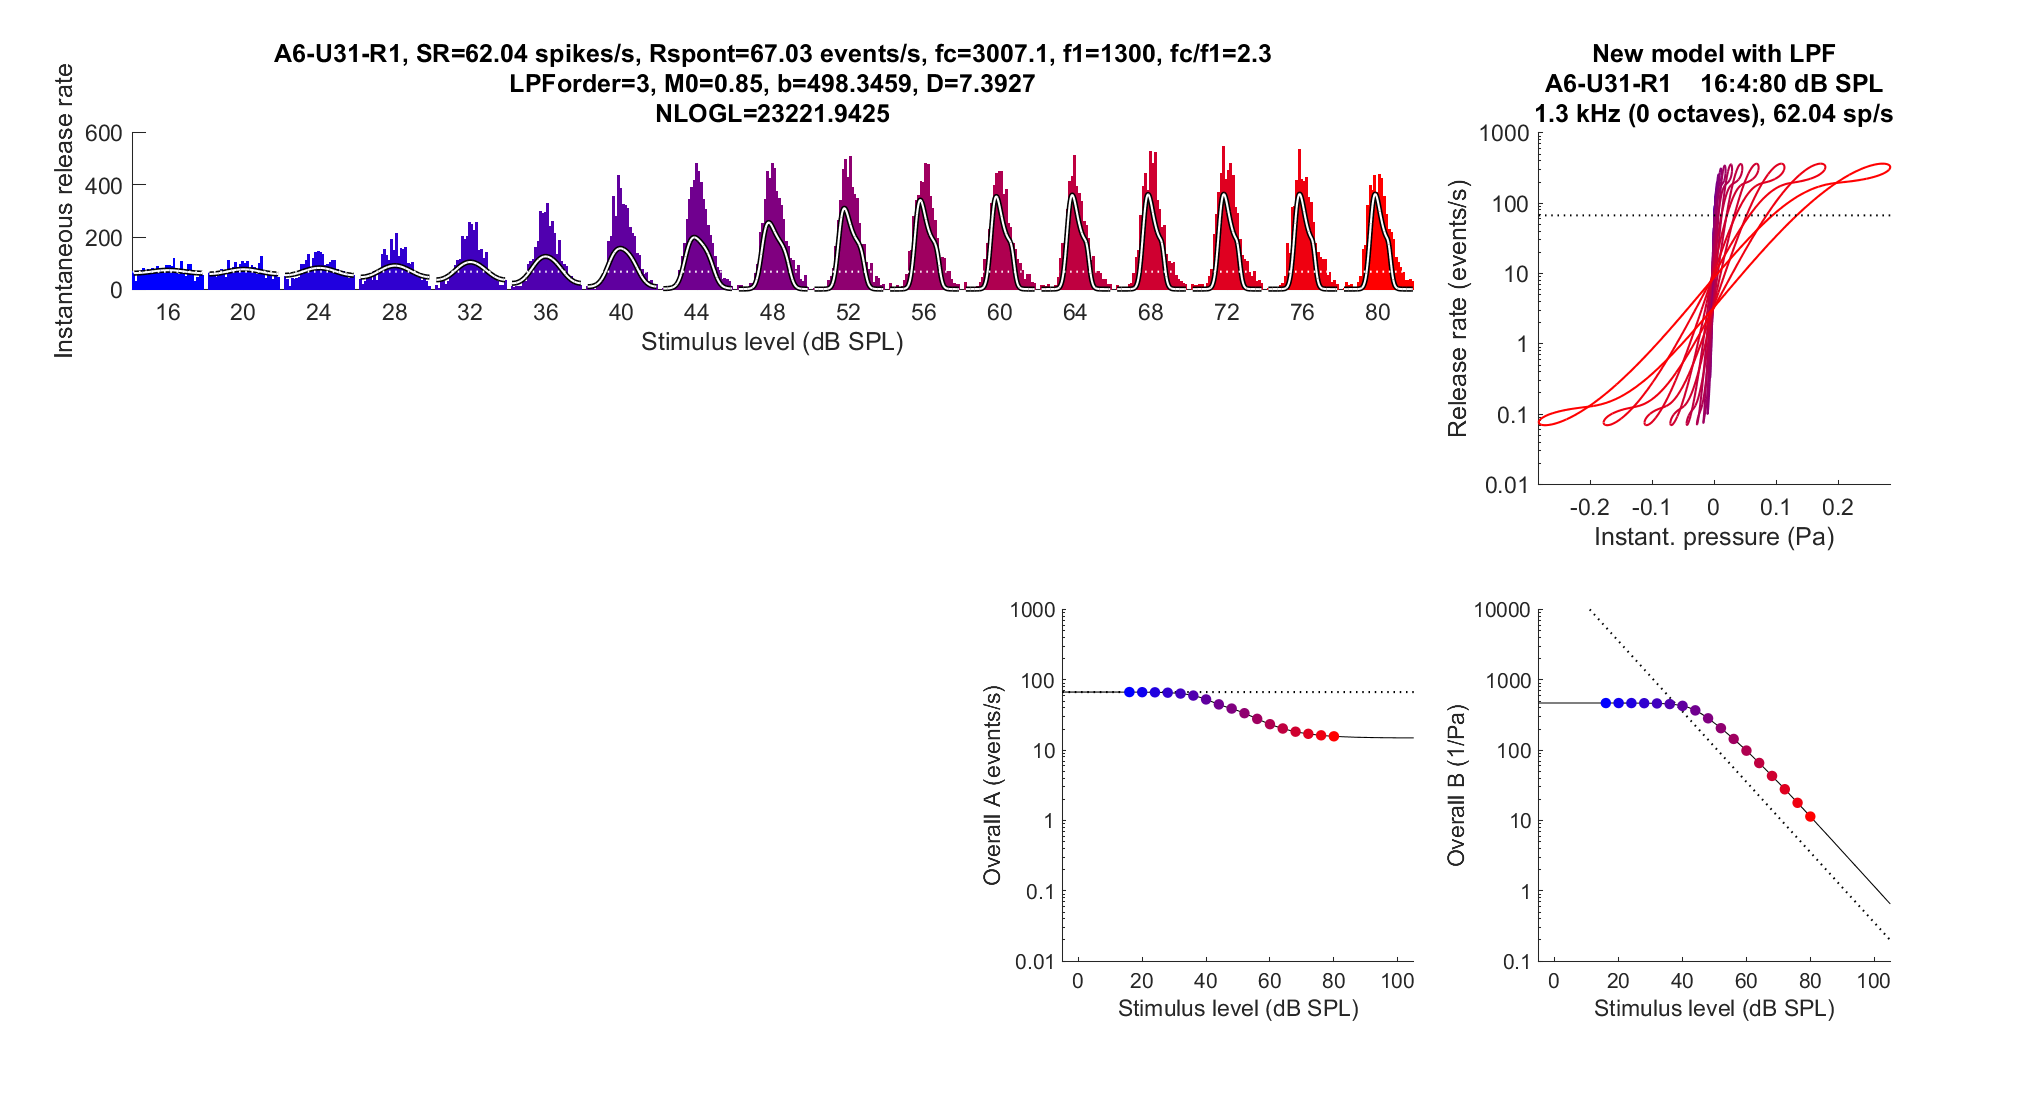 A6-U31-R1, SR=62.04 spikes/s, Rspont=67.03 events/s, fc=3007.1, f1=1300, fc/f1=2.3
LPForder=3, M0=0.85, b=498.3459, D=7.3927
NLOGL=23221.9425
Instantaneous release rate
600
400
200
0
16 20 24 28 32 36 40 44 48 52 56 60 64 68 72 76 80
Stimulus level (dB SPL)
New model with LPF
A6-U31-R1 16:4:80 dB SPL
1.3 kHz (0 octaves), 62.04 sp/s
Release rate (events/s)
1000
100
10
1
0.1
0.01
-0.2 -0.1 0 0.1 0.2
Instant. pressure (Pa)
Overall A (events/s)
1000
100
10
1
0.1
0.01
0 20 40 60 80 100
Stimulus level (dB SPL)
Overall B (1/Pa)
10000
1000
100
10
1
0.1
0 20 40 60 80 100
Stimulus level (dB SPL)